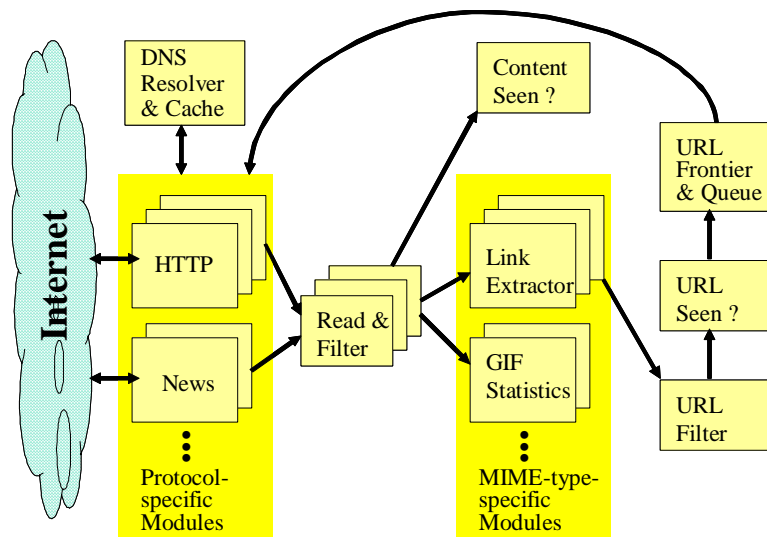 DNS
Resolver
& Cache
Content
Seen ?
URL
Frontier
& Queue
Internet
HTTP
Link
Extractor
URL
Seen ?
Read &
Filter
News
GIF
Statistics
URL
Filter
Protocol-
specific
Modules
MIME-type-
specific
Modules